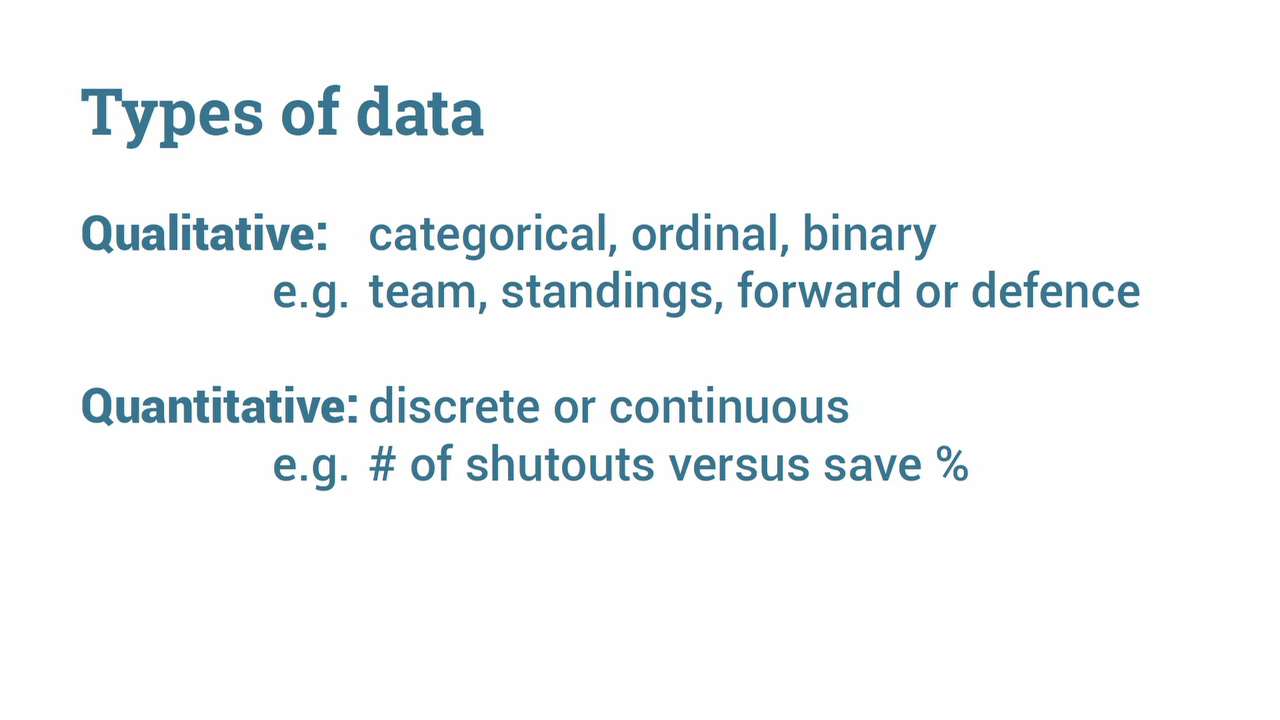 Types of data
Qualitative: categorical, ordinal, binary
e.g. team, standings, forward or defence
Quantitative: discrete or continuous
e.g. # of shutouts versus save %